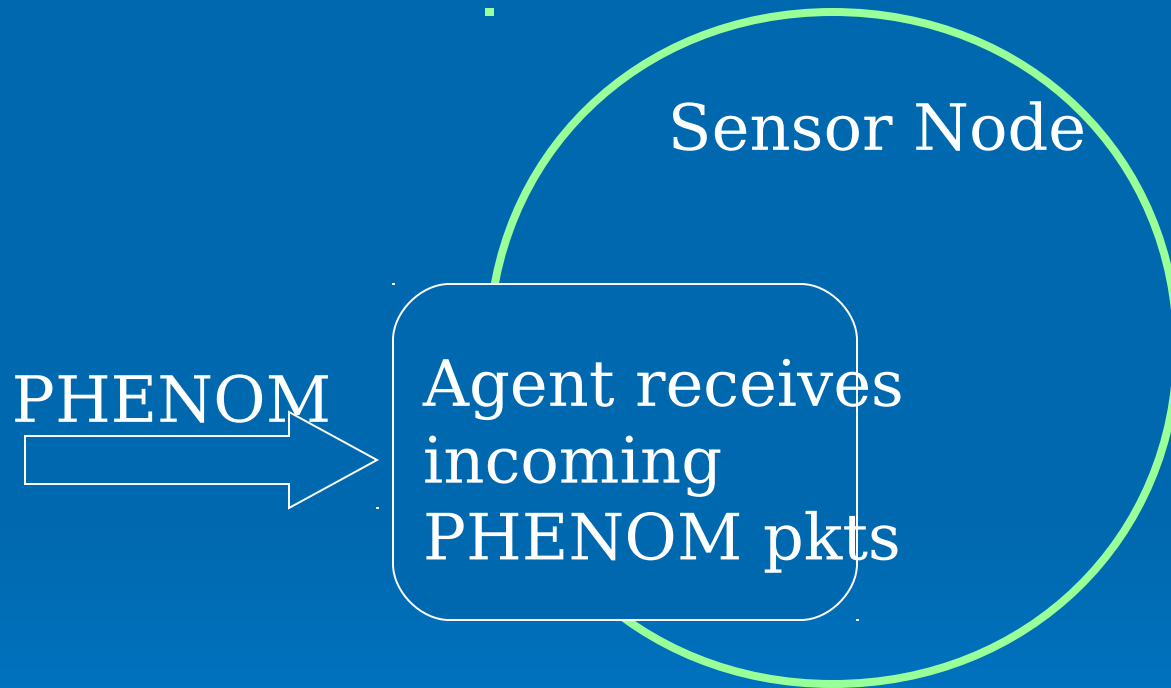 Sensor Node
PHENOM
Agent receives
incoming
PHENOM pkts